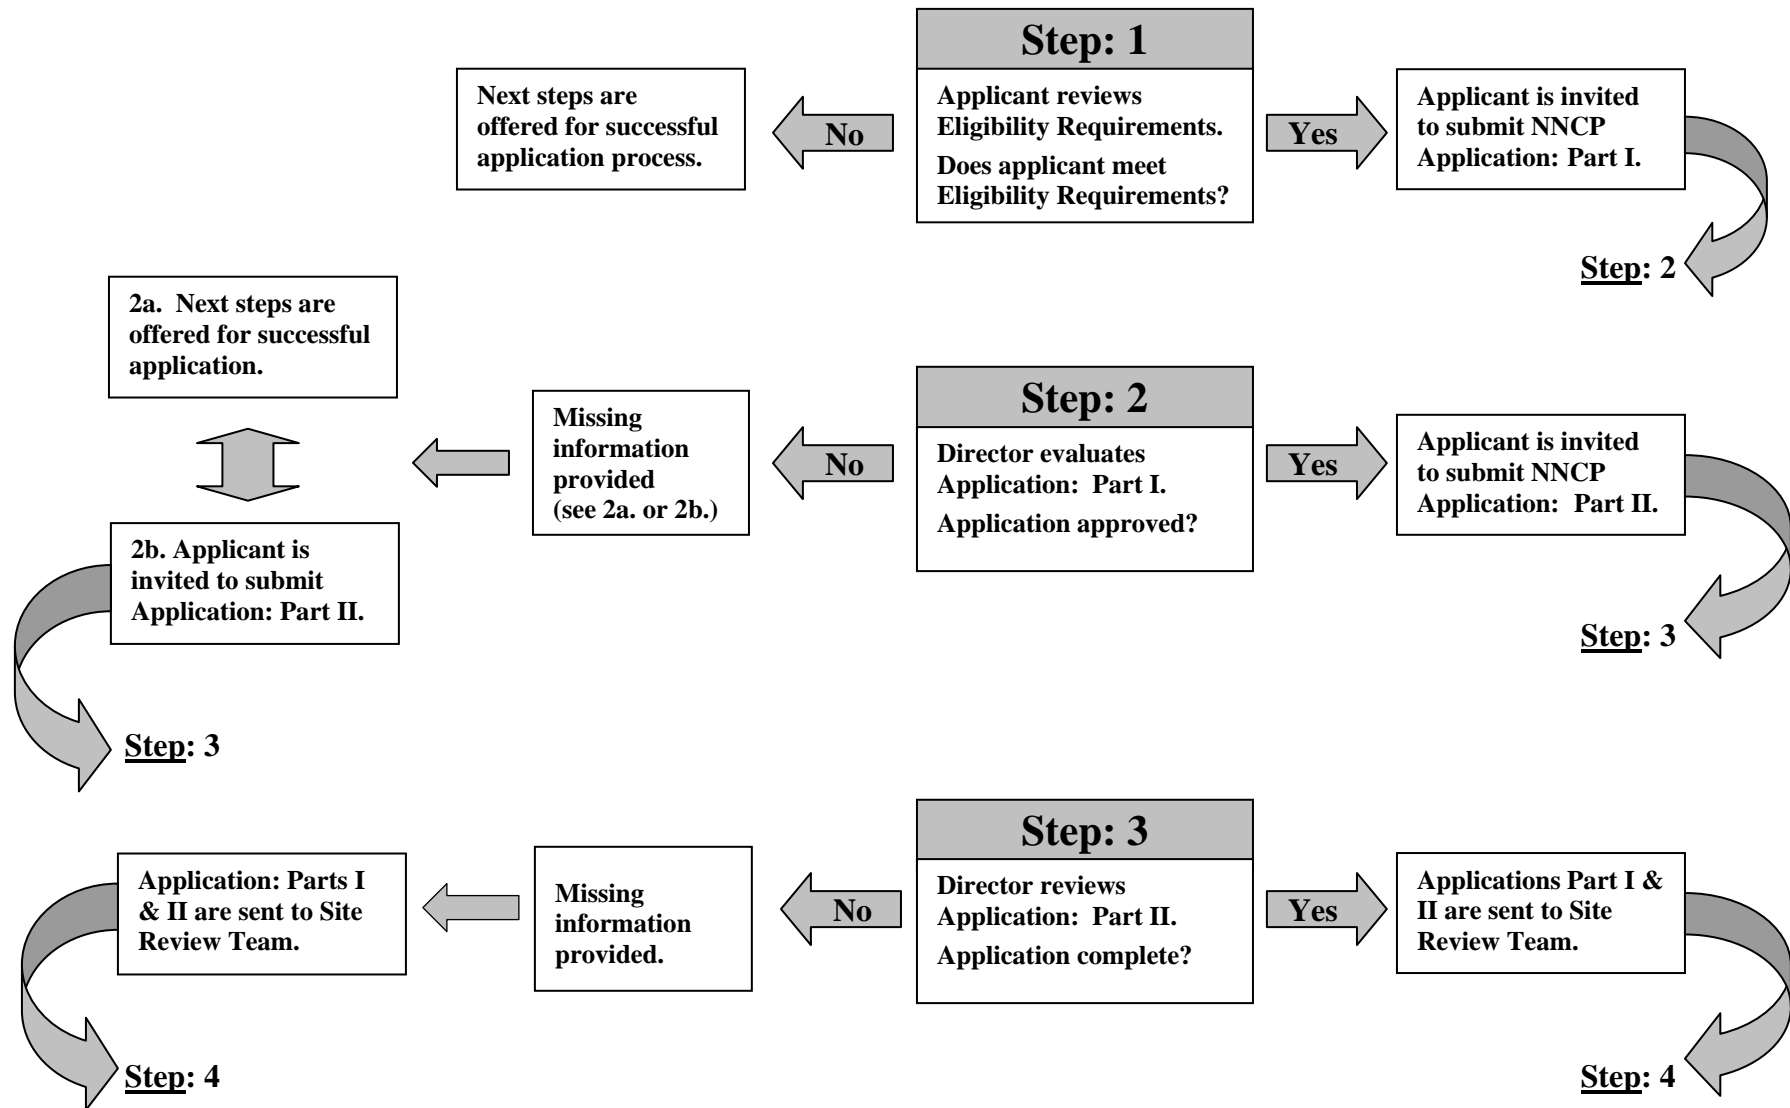 Step: 1
Next steps are
offered for successful
application process.
No
Applicant reviews
Eligibility Requirements.
Does applicant meet
Eligibility Requirements?
Yes
Applicant is invited
to submit NNCP
Application: Part I.
Step: 2
2a.  Next steps are
offered for successful
application.
Step: 2
Missing
information
provided
(see 2a. or 2b.)
No
Director evaluates
Application:  Part I.
Application approved?
Yes
Applicant is invited
to submit NNCP
Application:  Part II.
2b. Applicant is
invited to submit
Application: Part II.
Step: 3
Step: 3
Step: 3
Application: Parts I
& II are sent to Site
Review Team.
Missing
information
provided.
No
Director reviews
Application:  Part II.
Application complete?
Yes
Applications Part I &
II are sent to Site
Review Team.
Step: 4
Step: 4